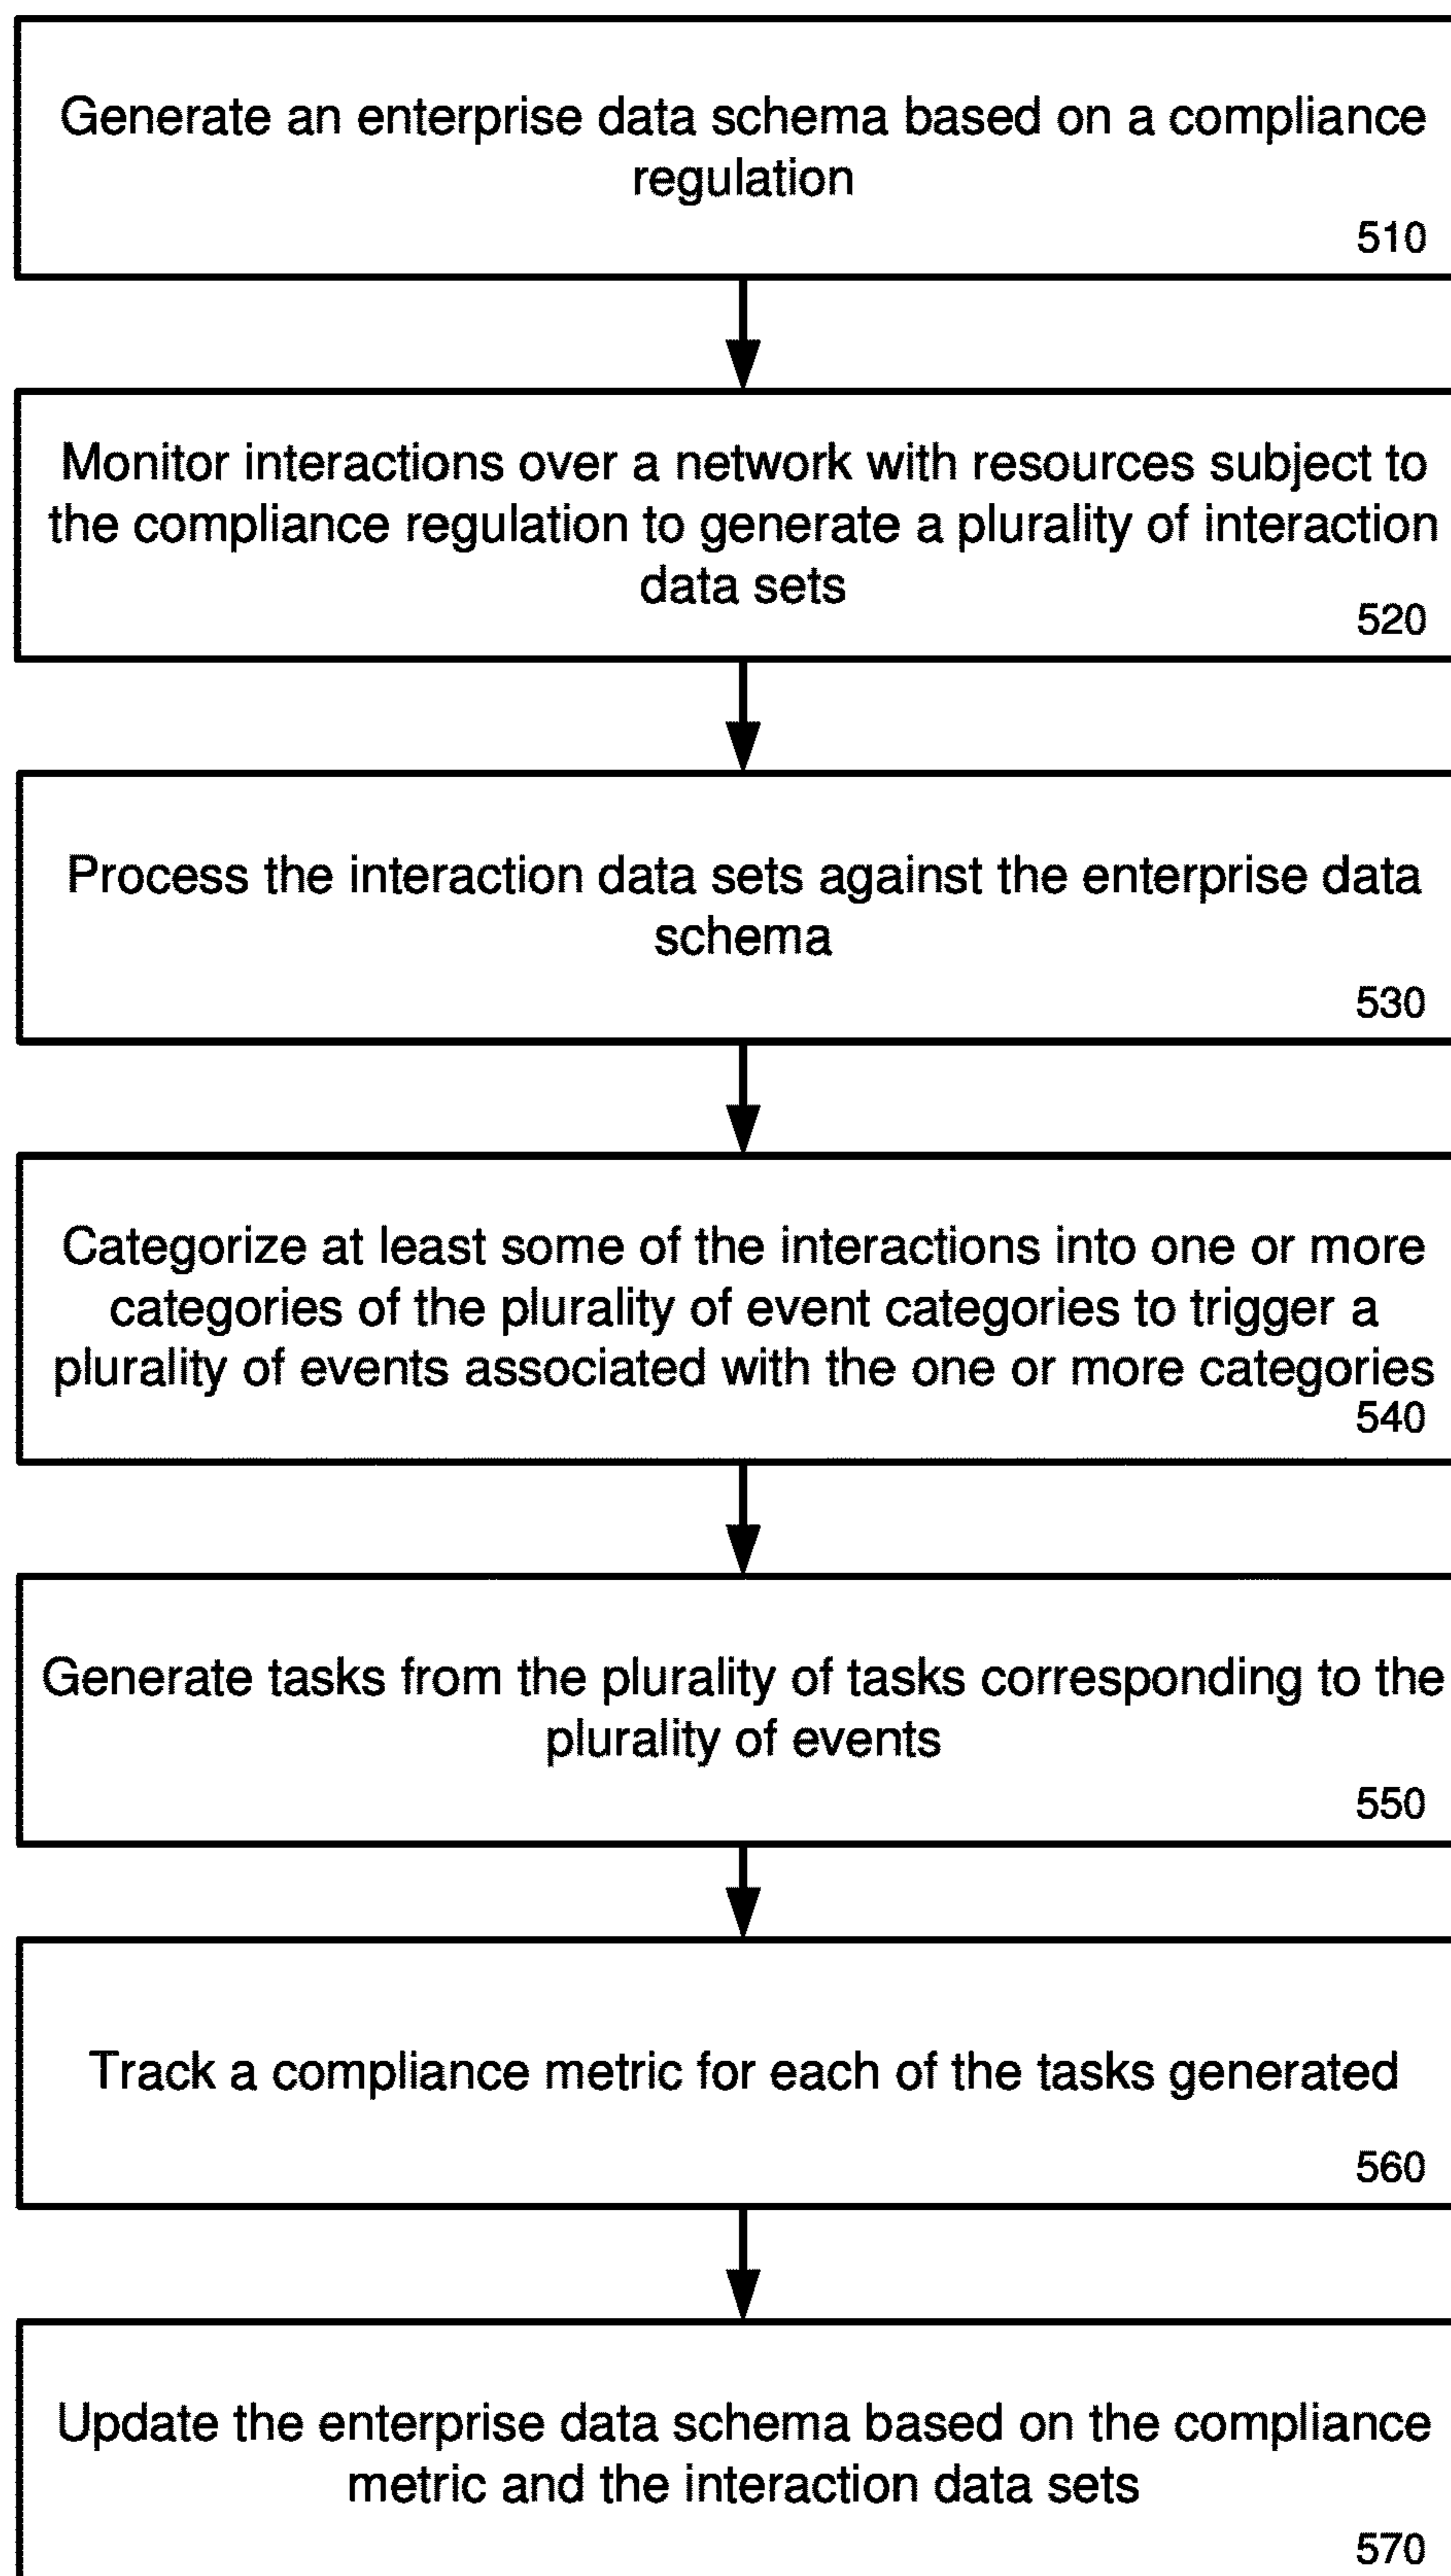 Generate an enterprise data schema based on a compliance
regulation
510
Monitor interactions over a network with resources subject to
the compliance regulation to generate a plurality of interaction
data sets
520
Process the interaction data sets against the enterprise data
schema
530
Categorize at least some of the interactions into one or more
categories of the plurality of event categories to trigger a
plurality of events associated with the one or more categories
540
Generate tasks from the plurality of tasks corresponding to the
plurality of events
550
Track a compliance metric for each of the tasks generated
560
Update the enterprise data schema based on the compliance
metric and the interaction data sets
570